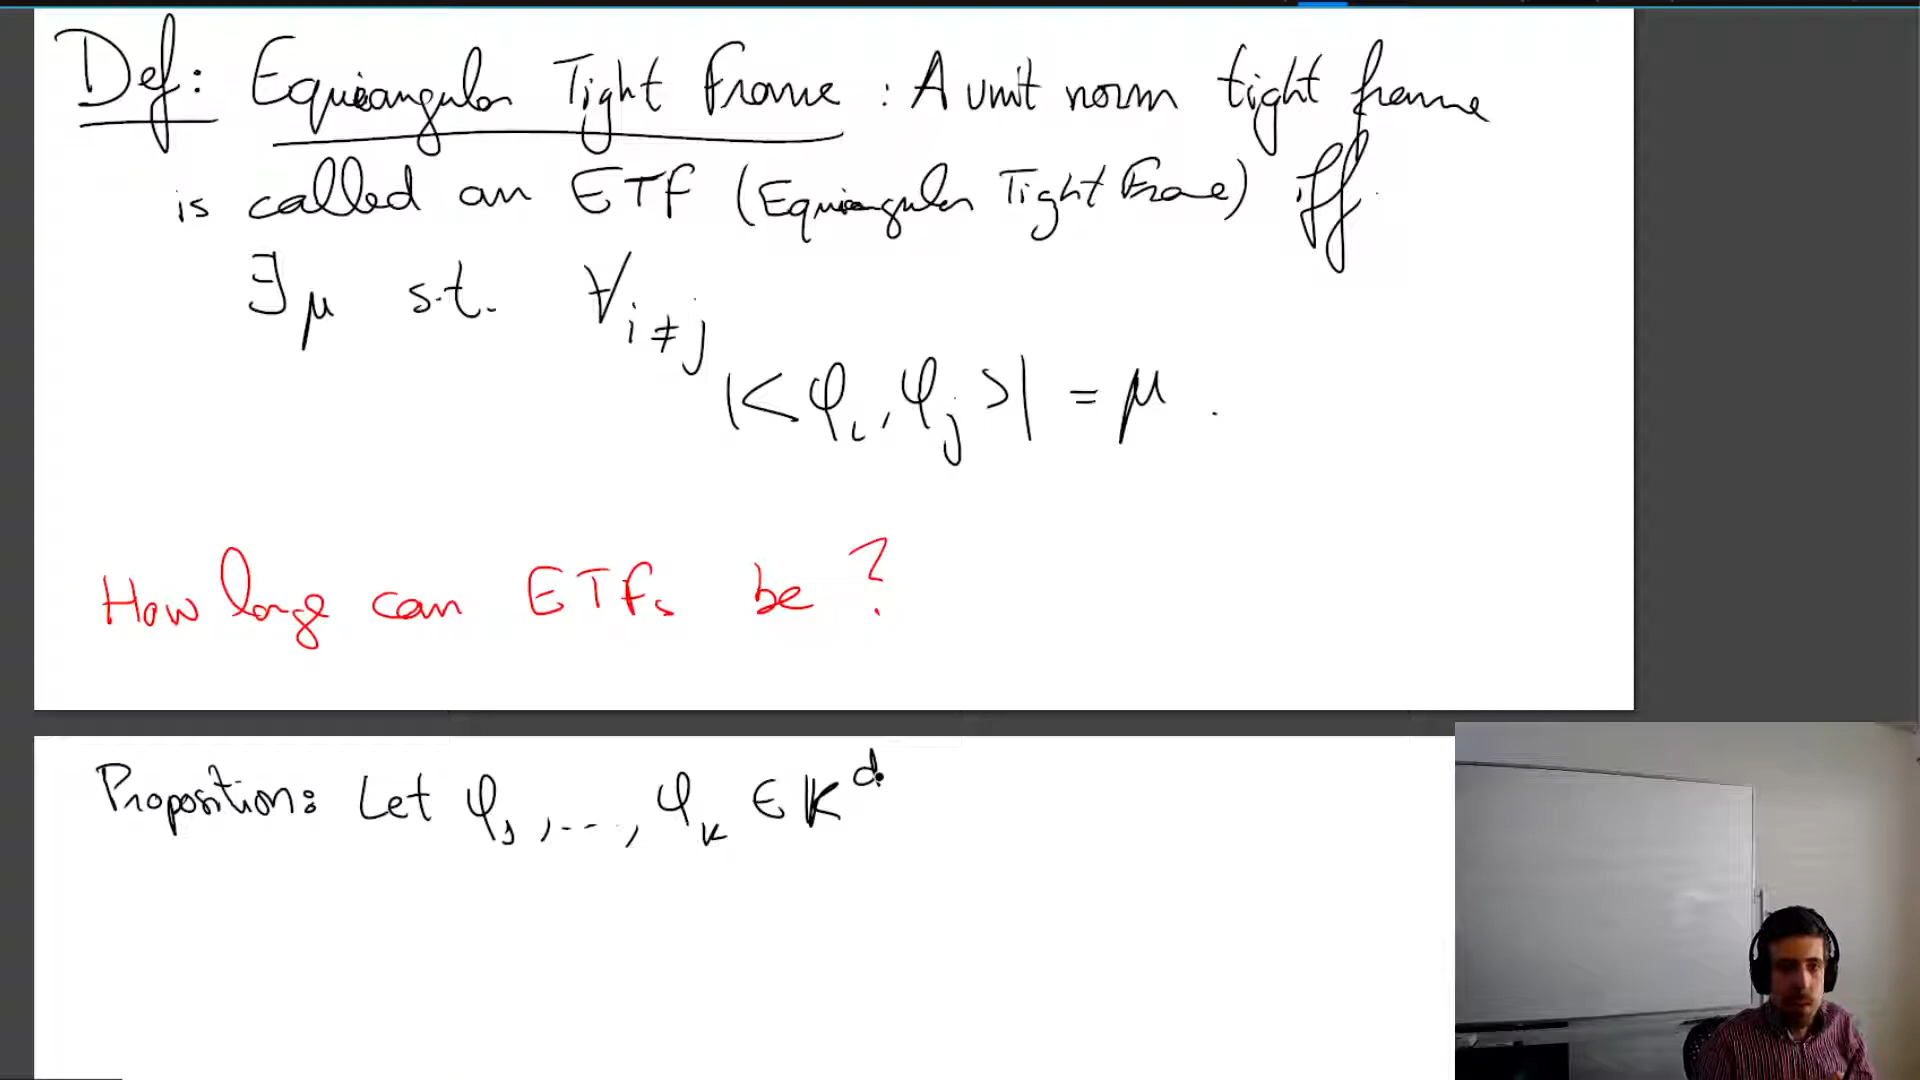 Def: Equiangular Tight Frame : A unit norm tight frame
is called an ETF (Equiangular Tight Frame) iff
∃μ s.t. ∀i≠j
|<φi, φj>| = μ .
How large can ETFs be ?
Proposition: Let φ1, ..., φk ∈ K^d